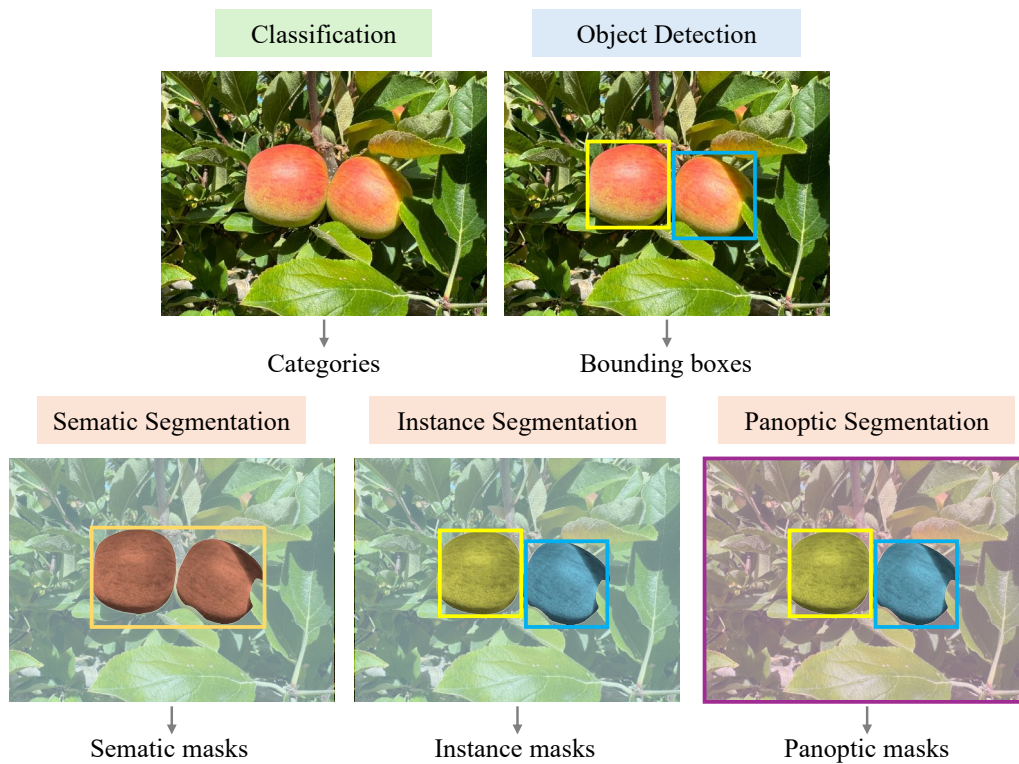 Classification
Object Detection
Categories
Bounding boxes
Sematic Segmentation
Instance Segmentation
Panoptic Segmentation
Sematic masks
Instance masks
Panoptic masks